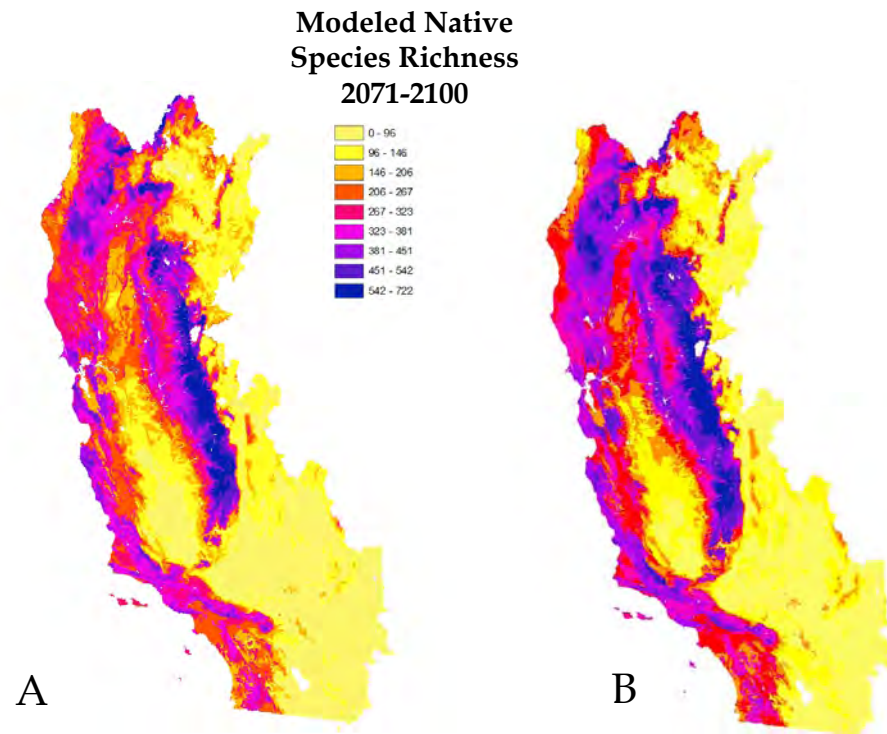 Modeled Native
Species Richness
2071-2100
0 - 96
96 - 146
146 - 206
206 - 267
267 - 323
323 - 381
381 - 451
451 - 542
542 - 722
A
B